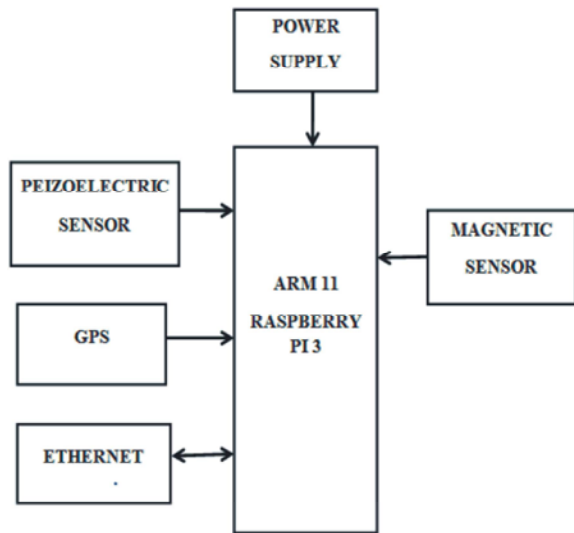 POWER
SUPPLY
PEIZOELECTRIC
SENSOR
MAGNETIC
SENSOR
ARM 11
RASPBERRY
PI 3
GPS
ETHERNET